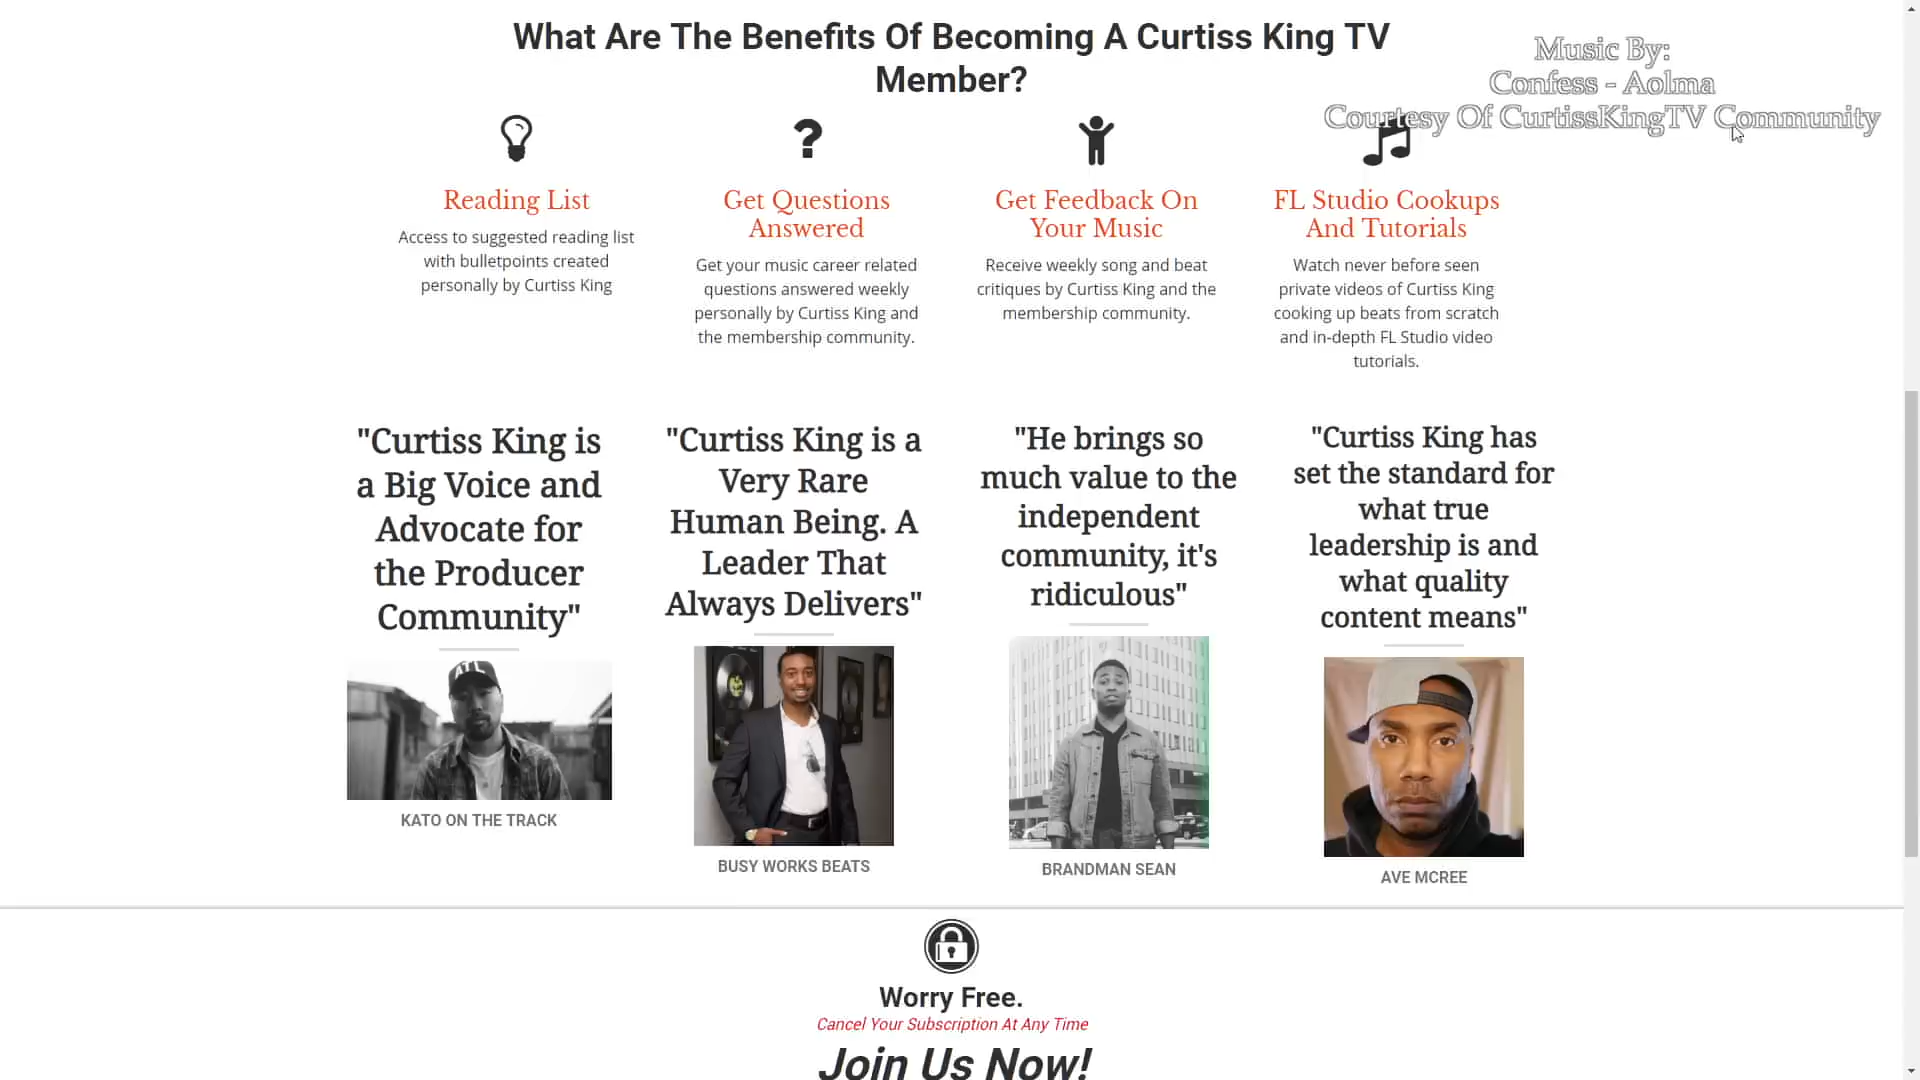 What Are The Benefits Of Becoming A Curtiss King TV
Member?
Music By:
Confess - Aolma
Courtesy Of CurtissKingTV Community
Reading List
Access to suggested reading list
with bulletpoints created
personally by Curtiss King
Get Questions
Answered
Get your music career related
questions answered weekly
personally by Curtiss King and
the membership community.
Get Feedback On
Your Music
Receive weekly song and beat
critiques by Curtiss King and the
membership community.
FL Studio Cookups
And Tutorials
Watch never before seen
private videos of Curtiss King
cooking up beats from scratch
and in-depth FL Studio video
tutorials.
"Curtiss King is
a Big Voice and
Advocate for
the Producer
Community"
ATL
KATO ON THE TRACK
"Curtiss King is a
Very Rare
Human Being. A
Leader That
Always Delivers"
BUSY WORKS BEATS
"He brings so
much value to the
independent
community, it's
ridiculous"
BRANDMAN SEAN
"Curtiss King has
set the standard for
what true
leadership is and
what quality
content means"
AVE MCREE
Worry Free.
Cancel Your Subscription At Any Time
Join Us Now!